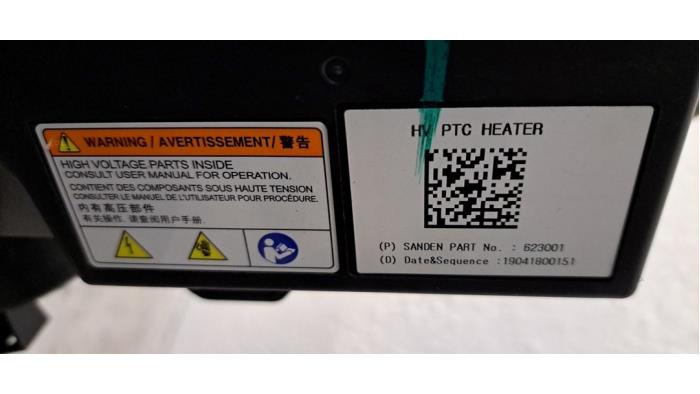 WARNING / AVERTISSEMENT/ 警告
HIGH VOLTAGE PARTS INSIDE
CONSULT USER MANUAL FOR OPERATION.
CONTIENT DES COMPOSANTS SOUS HAUTE TENSION
CONSULTER LE MANUEL DE L'UTILISATEUR POUR PROCÉDURE.
内有高压部件
有关操作, 请查阅用户手册.
HV PTC HEATER
(P) SANDEN PART No. : 623001
(D) Date&Sequence :19041800151